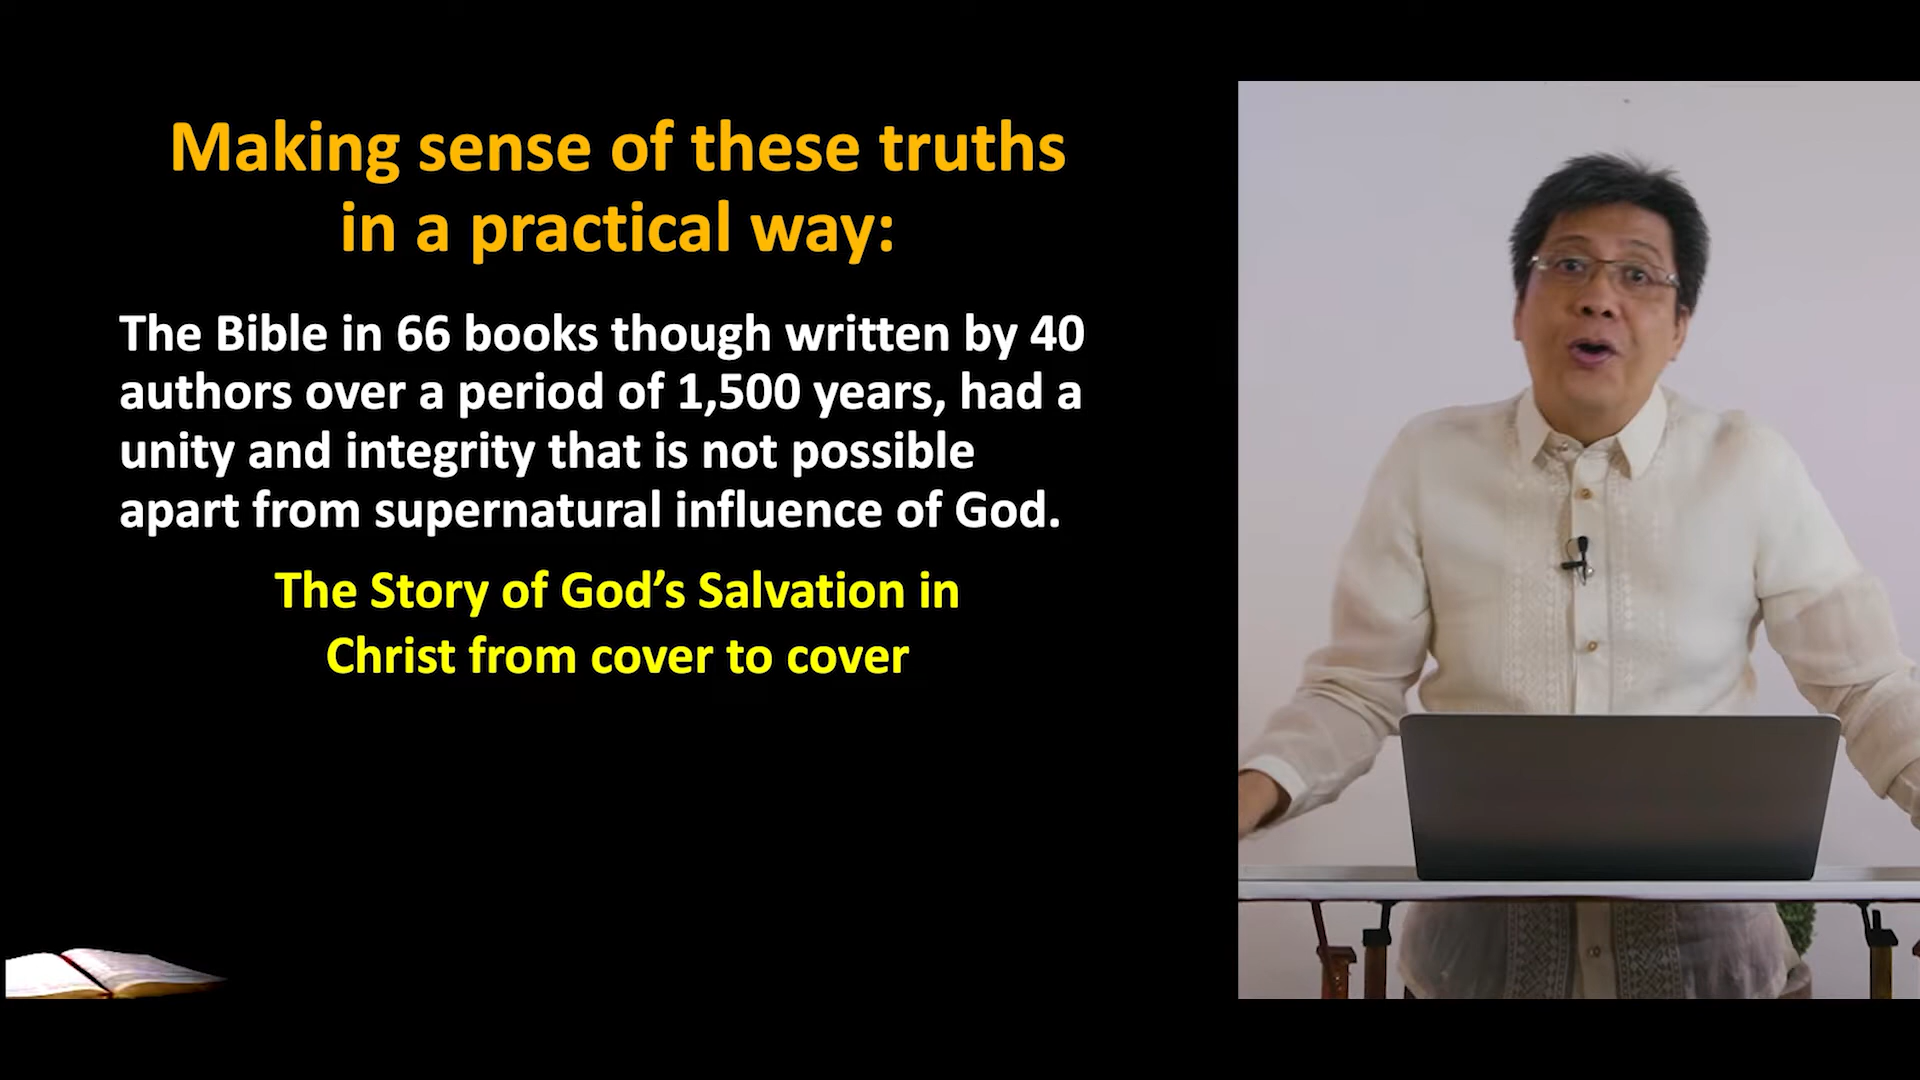 Making sense of these truths
in a practical way:
The Bible in 66 books though written by 40
authors over a period of 1,500 years, had a
unity and integrity that is not possible
apart from supernatural influence of God.
The Story of God’s Salvation in
Christ from cover to cover